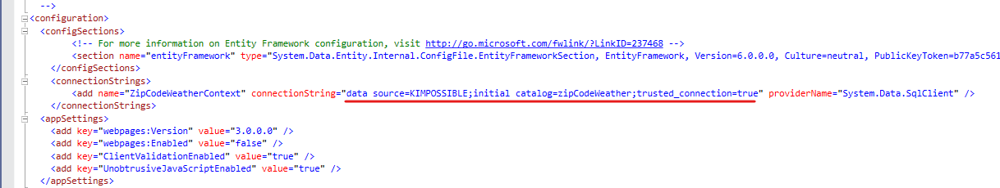 -->
<configuration>
<configSections>
<!-- For more information on Entity Framework configuration, visit http://go.microsoft.com/fwlink/?LinkID=237468 -->
<section name="entityFramework" type="System.Data.Entity.Internal.ConfigFile.EntityFrameworkSection, EntityFramework, Version=6.0.0.0, Culture=neutral, PublicKeyToken=b77a5c561
</configSections>
<connectionStrings>
<add name="ZipCodeWeatherContext" connectionString="data source=KIMPOSSIBLE;initial catalog=zipCodeWeather;trusted_connection=true" providerName="System.Data.SqlClient" />
</connectionStrings>
<appSettings>
<add key="webpages:Version" value="3.0.0.0" />
<add key="webpages:Enabled" value="false" />
<add key="ClientValidationEnabled" value="true" />
<add key="UnobtrusiveJavaScriptEnabled" value="true" />
</appSettings>